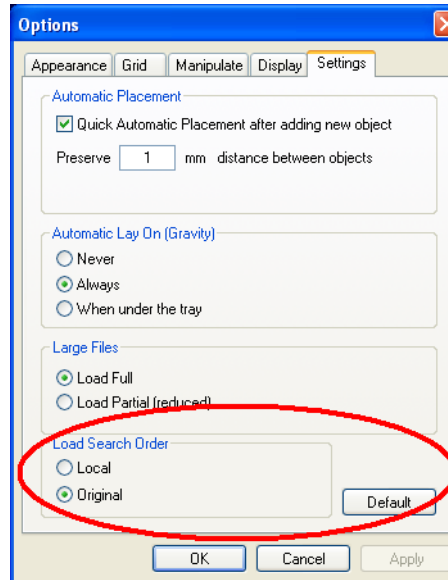 Options
Appearance Grid Manipulate Display Settings
Automatic Placement
Quick Automatic Placement after adding new object
Preserve 1 mm distance between objects
Automatic Lay On (Gravity)
Never
Always
When under the tray
Large Files
Load Full
Load Partial (reduced)
Load Search Order
Local
Original
Default
OK Cancel Apply